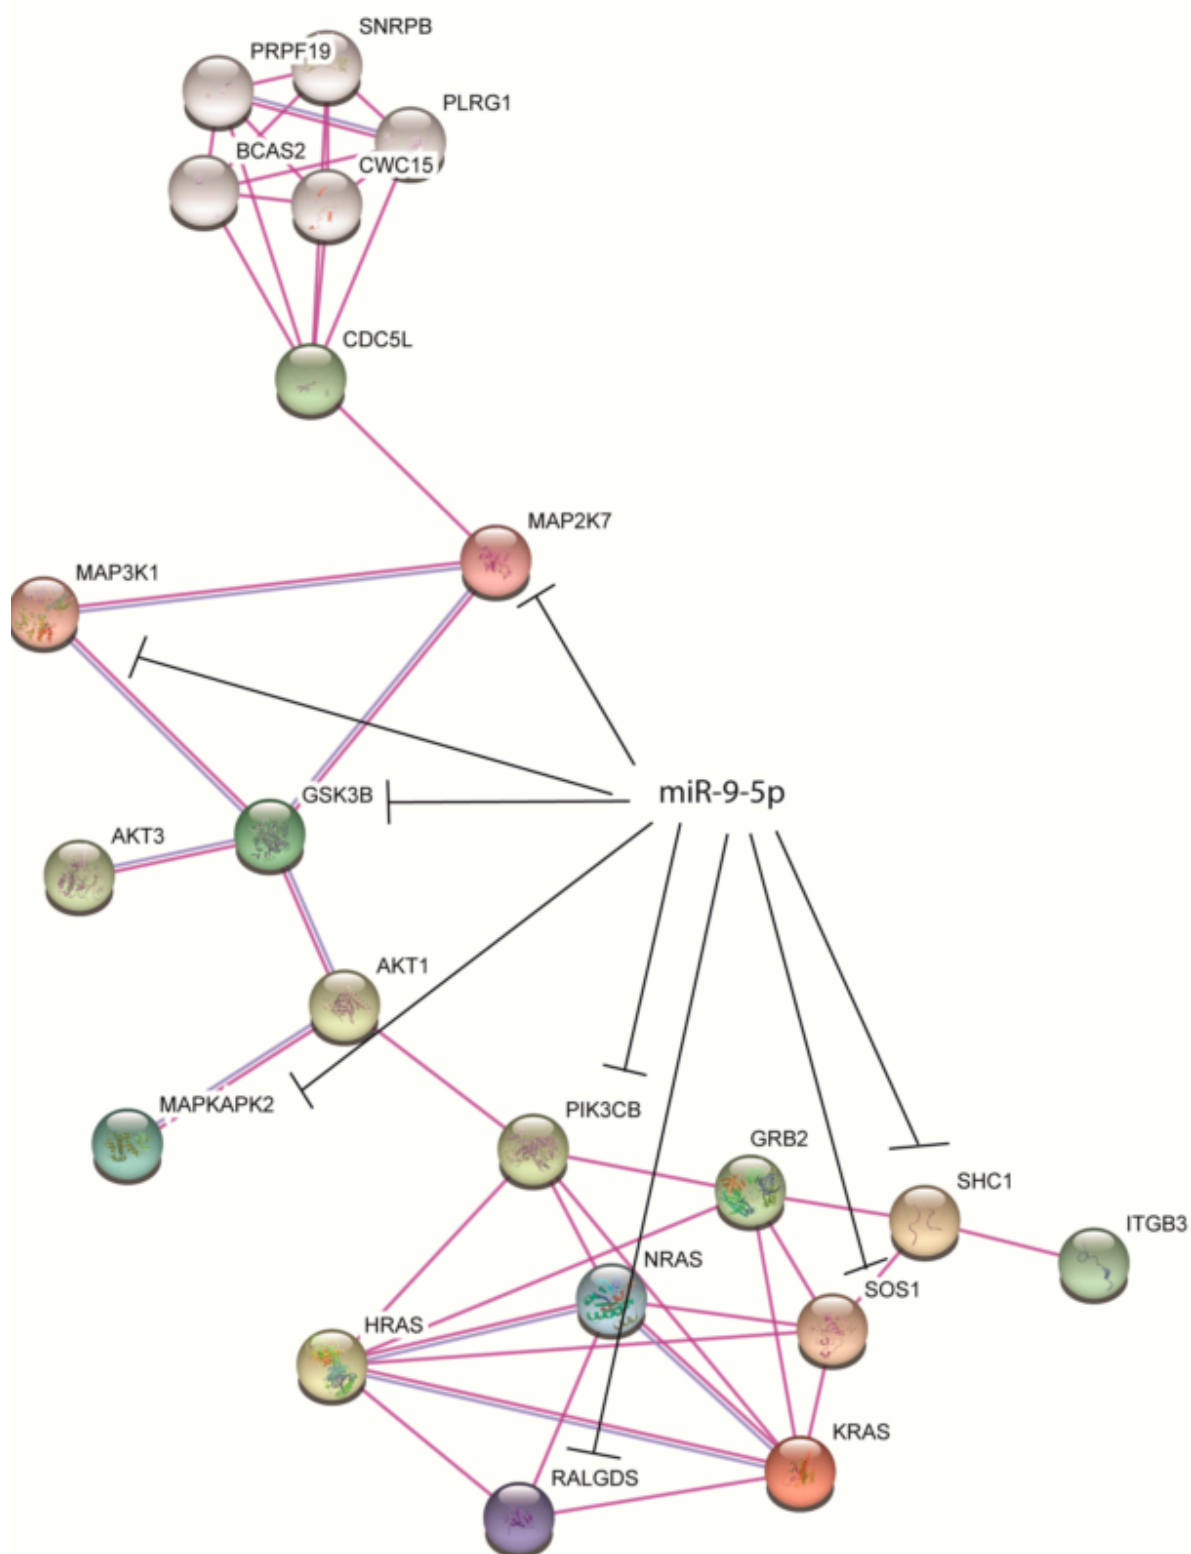 SNRPB
PRPF19
PLRG1
BCAS2
CWC15
CDC5L
MAP2K7
MAP3K1
miR-9-5p
GSK3B
AKT3
AKT1
MAPKAPK2
PIK3CB
GRB2
SHC1
ITGB3
NRAS
SOS1
HRAS
KRAS
RALGDS